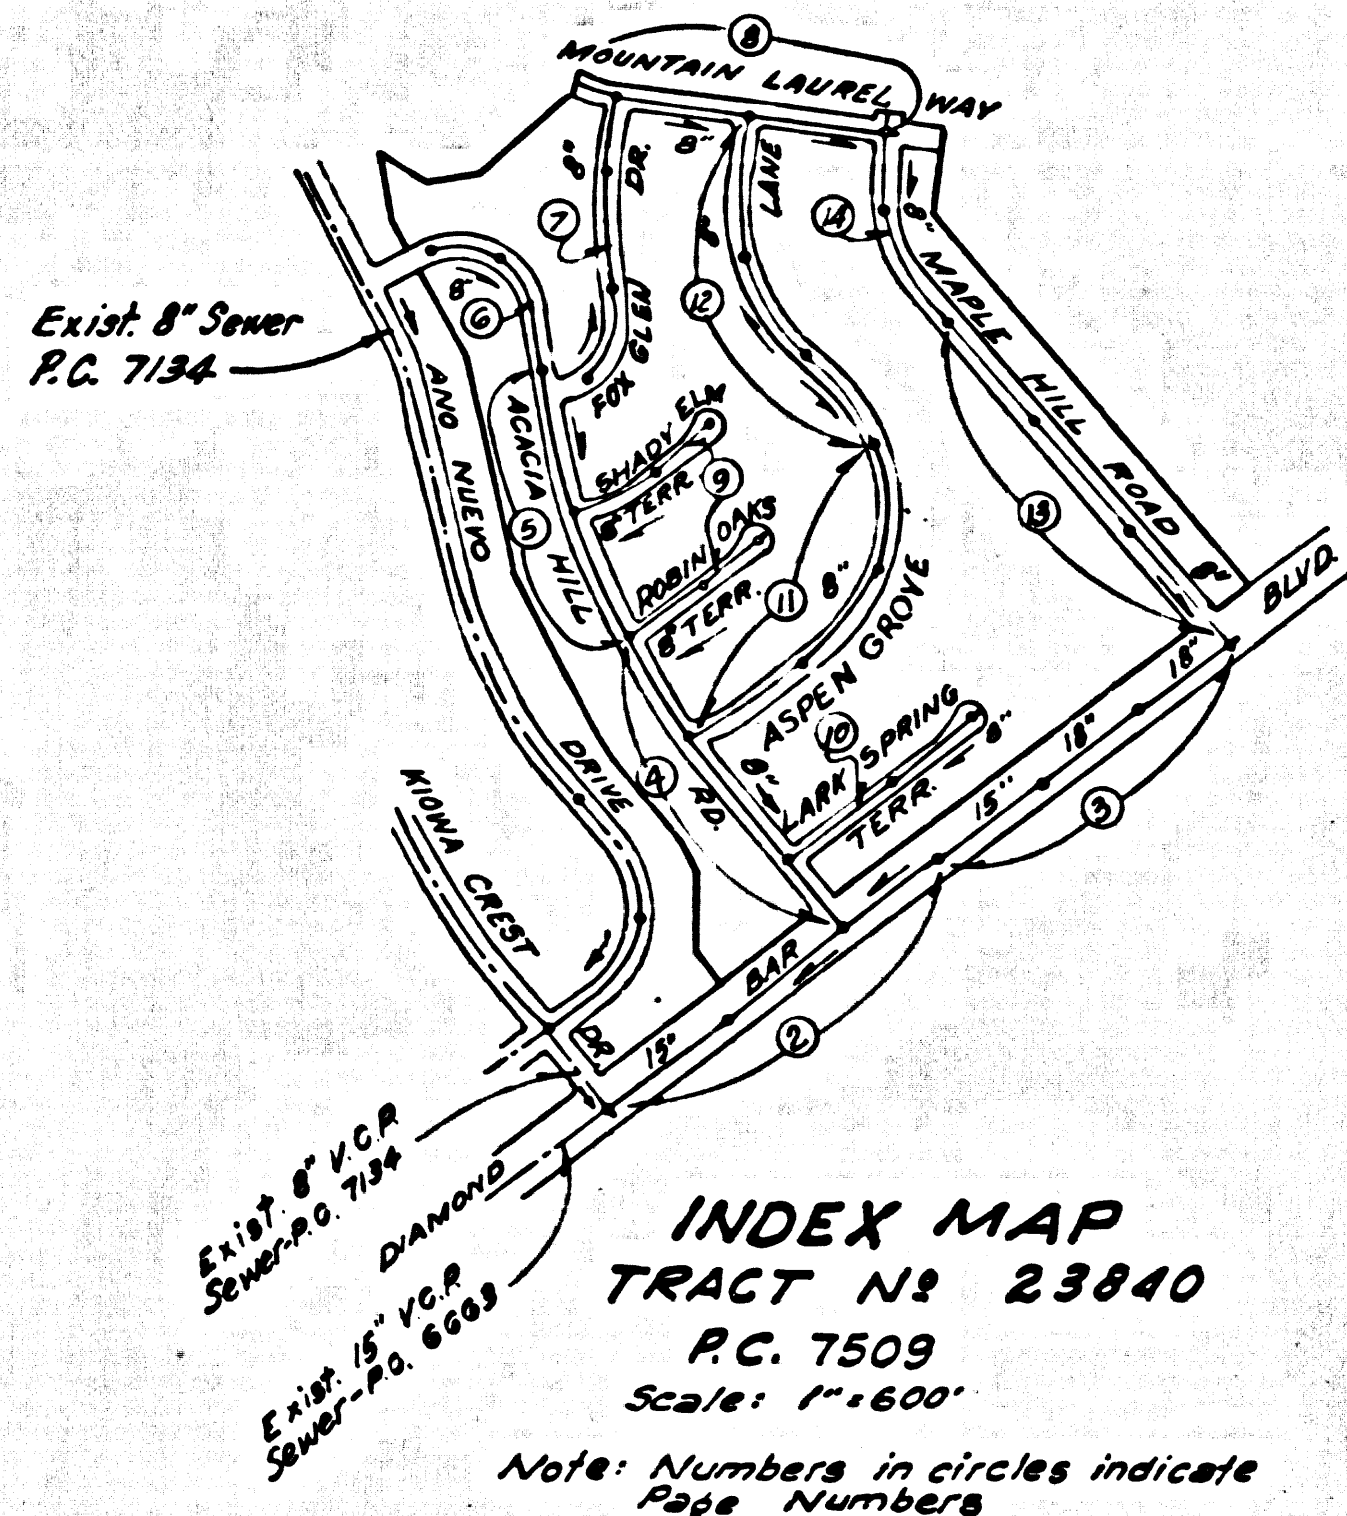 8
MOUNTAIN LAUREL WAY
8"
DR.
8"
LANE
7
14
8"
8"
12
MAPLE HILL ROAD
8"
6
Exist. 8" Sewer
P.C. 7134
FOX GLEN
ANO NUEVO
ACACIA HILL
SHADY ELM
8" TERR.
9
5
ROBIN OAKS
8" TERR.
11
8"
13
8"
BLVD.
ASPEN GROVE
18"
10
LARK SPRING
8"
TERR.
8"
18"
15"
3
DRIVE
4
RD.
KIOWA CREST
BAR
2
15"
DR.
Exist. 8" V.C.P.
Sewer-P.C. 7134
DIAMOND
Exist. 15" V.C.P.
Sewer-P.C. 6663
INDEX MAP
TRACT Nº 23840
P.C. 7509
Scale: 1"=600'
Note: Numbers in circles indicate
Page Numbers